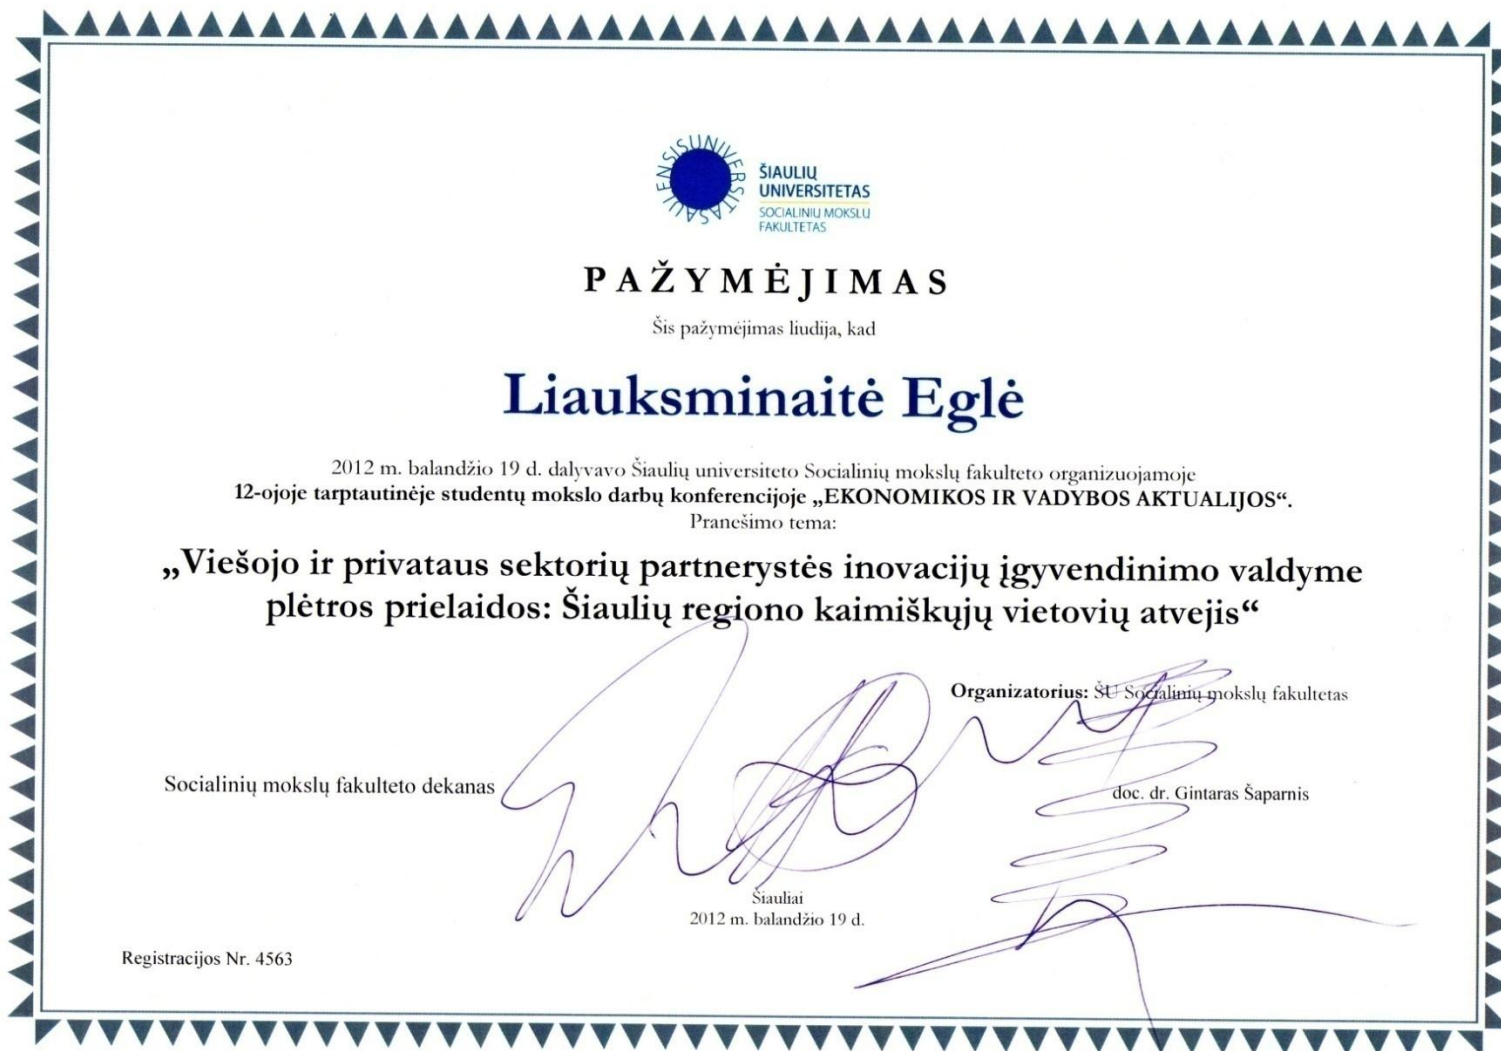 SAULENSIS UNIVERSITAS
ŠIAULIŲ
UNIVERSITETAS
SOCIALINIŲ MOKSLŲ
FAKULTETAS
PAŽYMĖJIMAS
Šis pažymėjimas liudija, kad
Liauksminaitė Eglė
2012 m. balandžio 19 d. dalyvavo Šiaulių universiteto Socialinių mokslų fakulteto organizuojamoje
12-ojoje tarptautinėje studentų mokslo darbų konferencijoje „EKONOMIKOS IR VADYBOS AKTUALIJOS“.
Pranešimo tema:
„Viešojo ir privataus sektorių partnerystės inovacijų įgyvendinimo valdyme
plėtros prielaidos: Šiaulių regiono kaimiškųjų vietovių atvejis“
Organizatorius: ŠU Socialinių mokslų fakultetas
Socialinių mokslų fakulteto dekanas
doc. dr. Gintaras Šaparnis
Šiauliai
2012 m. balandžio 19 d.
Registracijos Nr. 4563